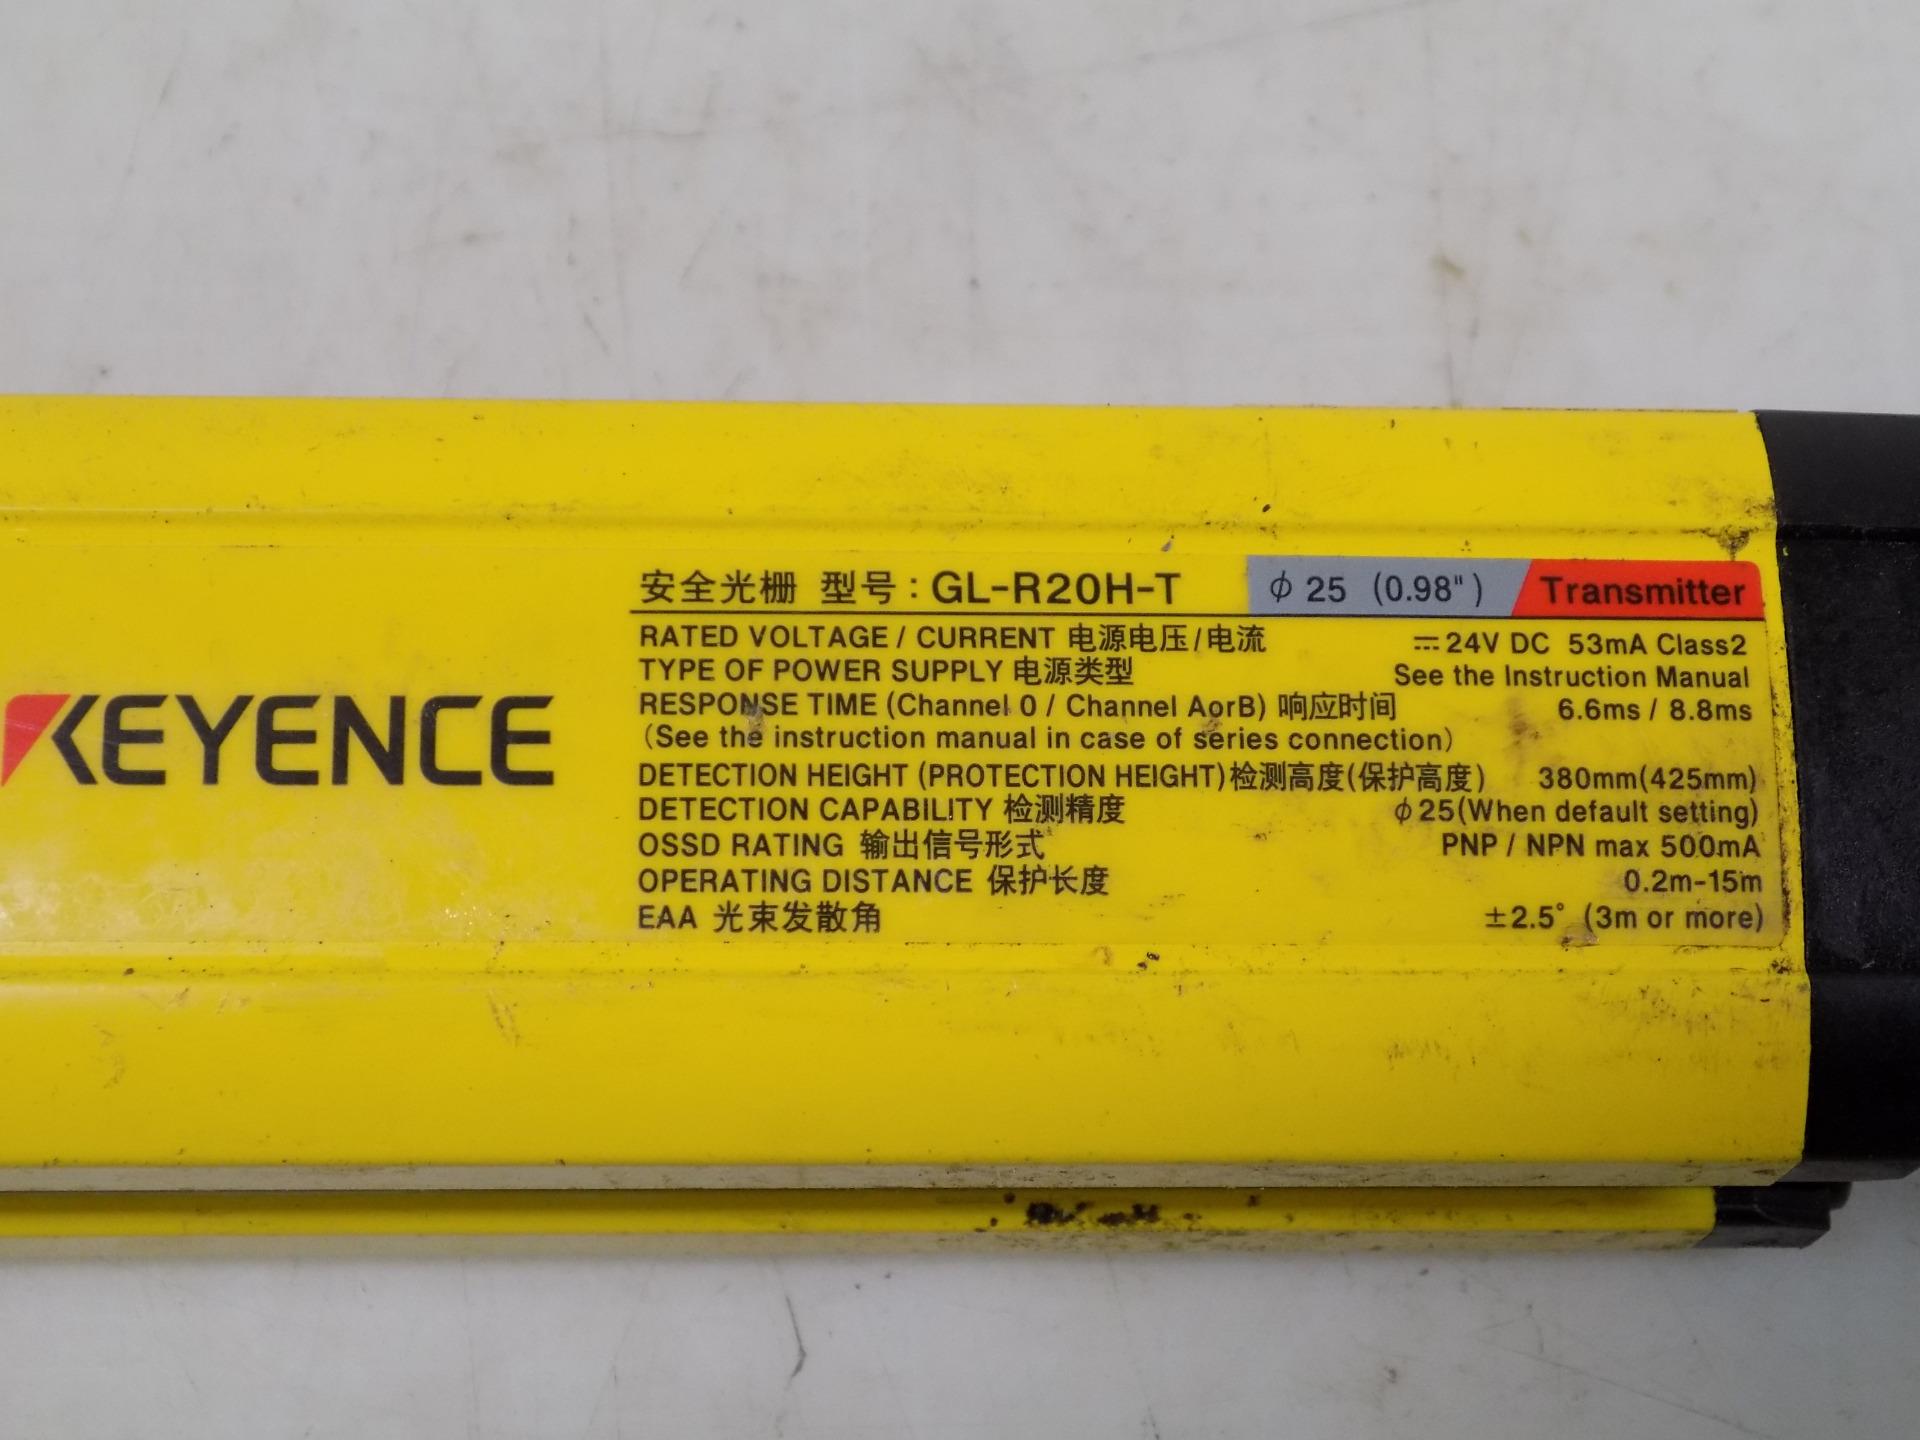 KEYENCE
安全光栅 型号：GL-R20H-T ϕ 25 (0.98") Transmitter
RATED VOLTAGE / CURRENT 电源电压/电流 ⎓ 24V DC 53mA Class2
TYPE OF POWER SUPPLY 电源类型 See the Instruction Manual
RESPONSE TIME (Channel 0 / Channel AorB) 响应时间 6.6ms / 8.8ms
(See the instruction manual in case of series connection)
DETECTION HEIGHT (PROTECTION HEIGHT)检测高度(保护高度) 380mm(425mm)
DETECTION CAPABILITY 检测精度 ϕ25(When default setting)
OSSD RATING 输出信号形式 PNP / NPN max 500mA
OPERATING DISTANCE 保护长度 0.2m-15m
EAA 光束发散角 ±2.5° (3m or more)